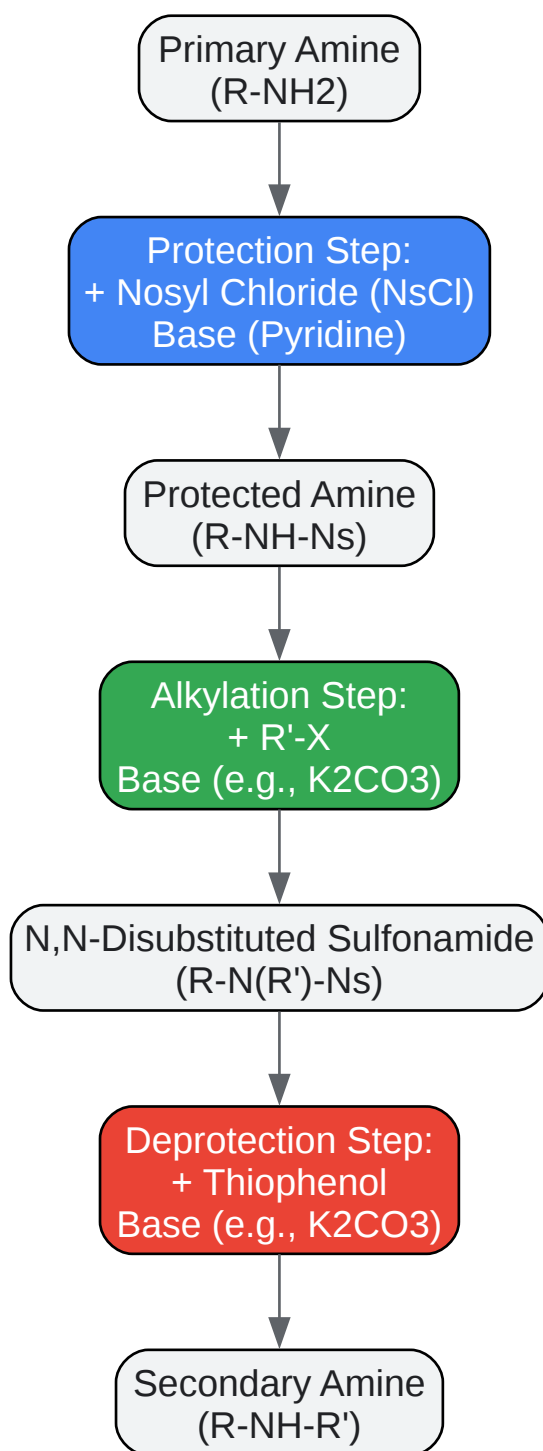 Primary Amine
(R-NH2)
Protection Step:
+ Nosyl Chloride (NsCl)
Base (Pyridine)
Protected Amine
(R-NH-Ns)
Alkylation Step:
+ R'-X
Base (e.g., K2CO3)
N,N-Disubstituted Sulfonamide
(R-N(R')-Ns)
Deprotection Step:
+ Thiophenol
Base (e.g., K2CO3)
Secondary Amine
(R-NH-R')